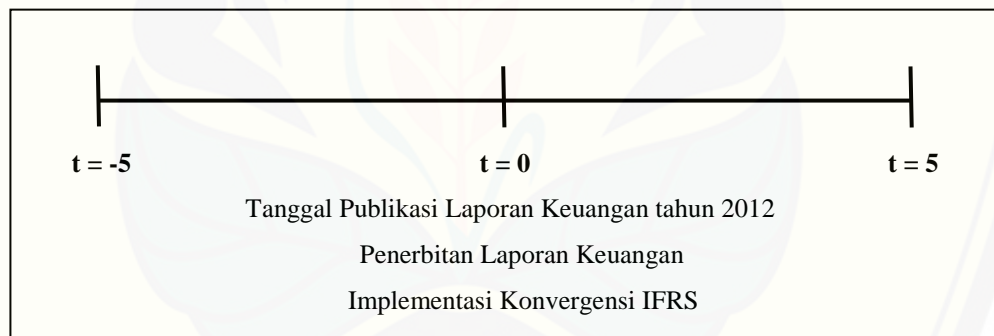 t = -5 t = 0 t = 5
Tanggal Publikasi Laporan Keuangan tahun 2012
Penerbitan Laporan Keuangan
Implementasi Konvergensi IFRS